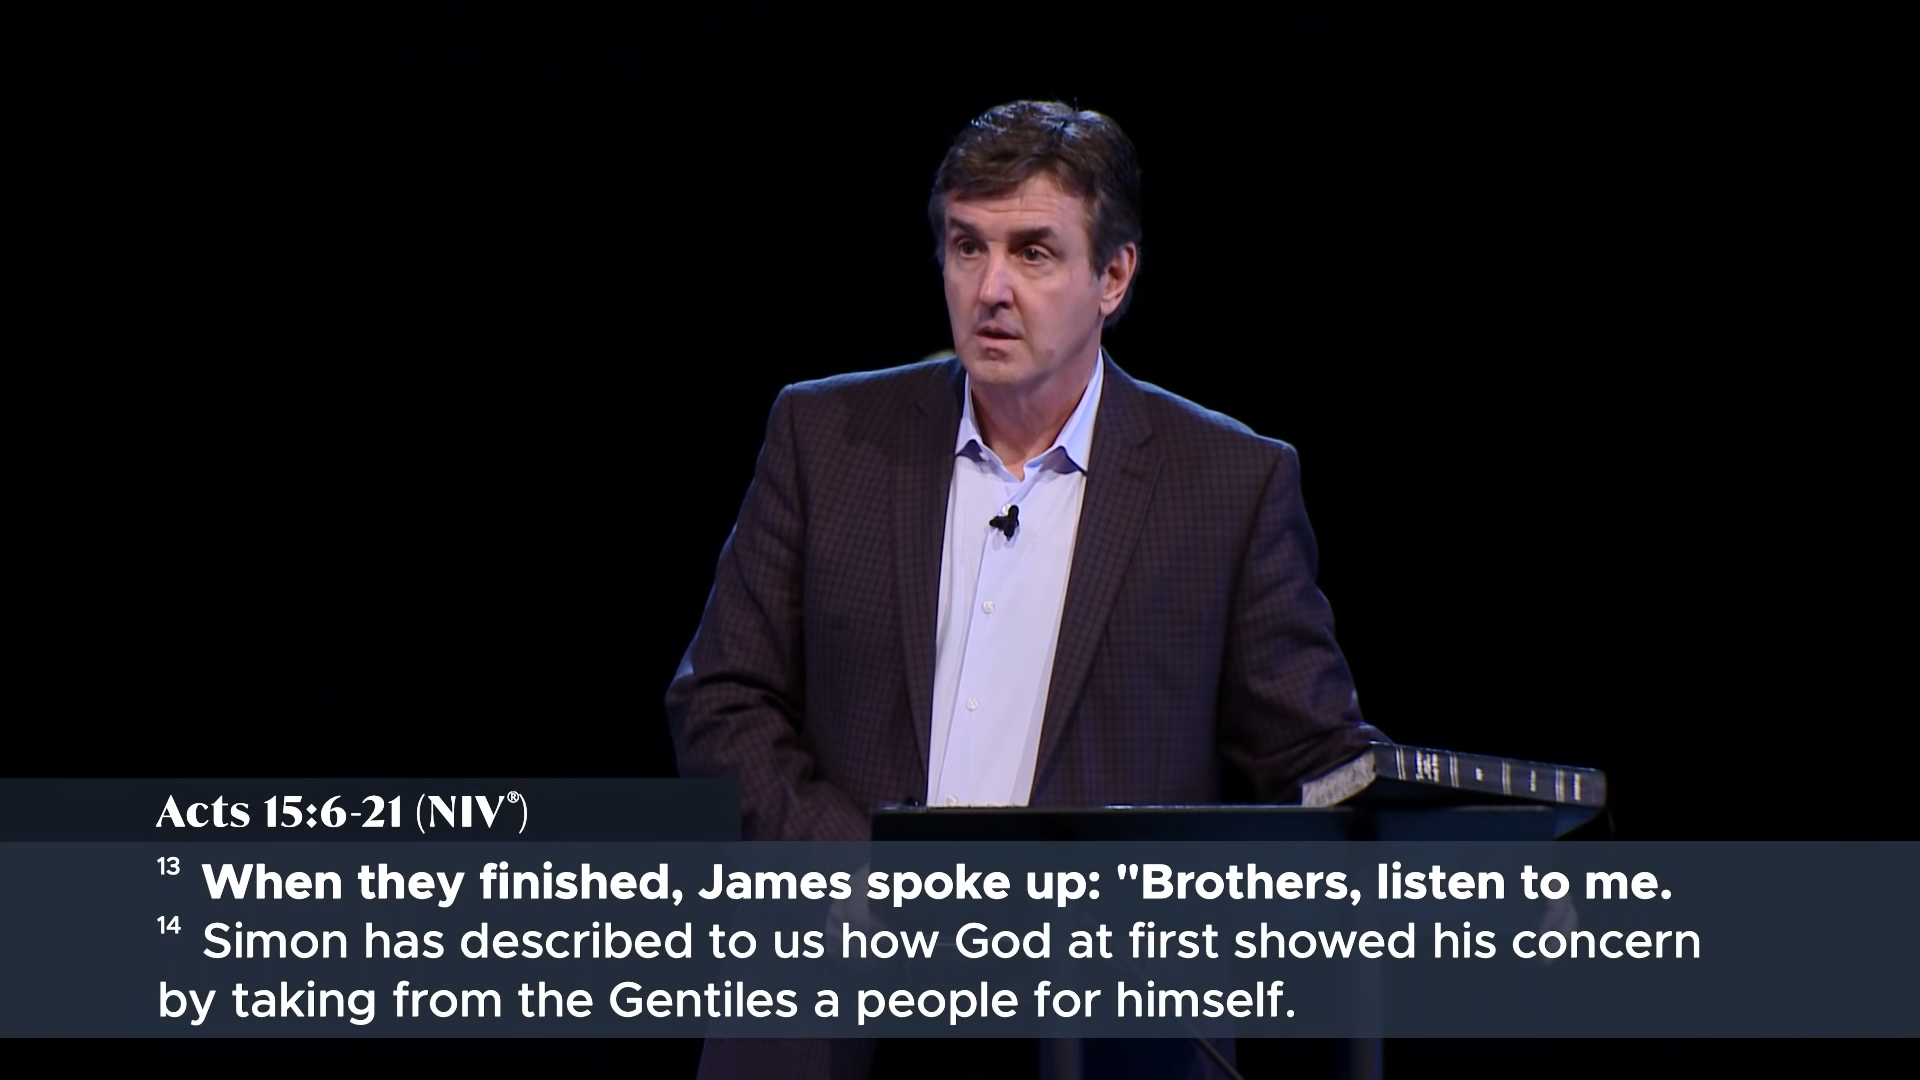 Acts 15:6-21 (NIV®)
13 When they finished, James spoke up: "Brothers, listen to me.
14 Simon has described to us how God at first showed his concern
by taking from the Gentiles a people for himself.